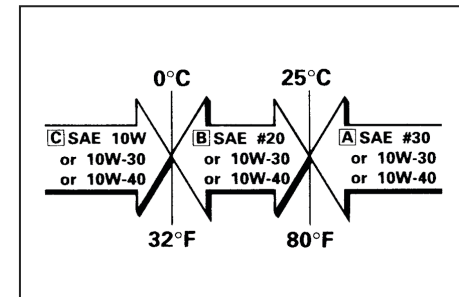 0°C 25°C
C SAE 10W
or 10W-30
or 10W-40
B SAE #20
or 10W-30
or 10W-40
A SAE #30
or 10W-30
or 10W-40
32°F 80°F